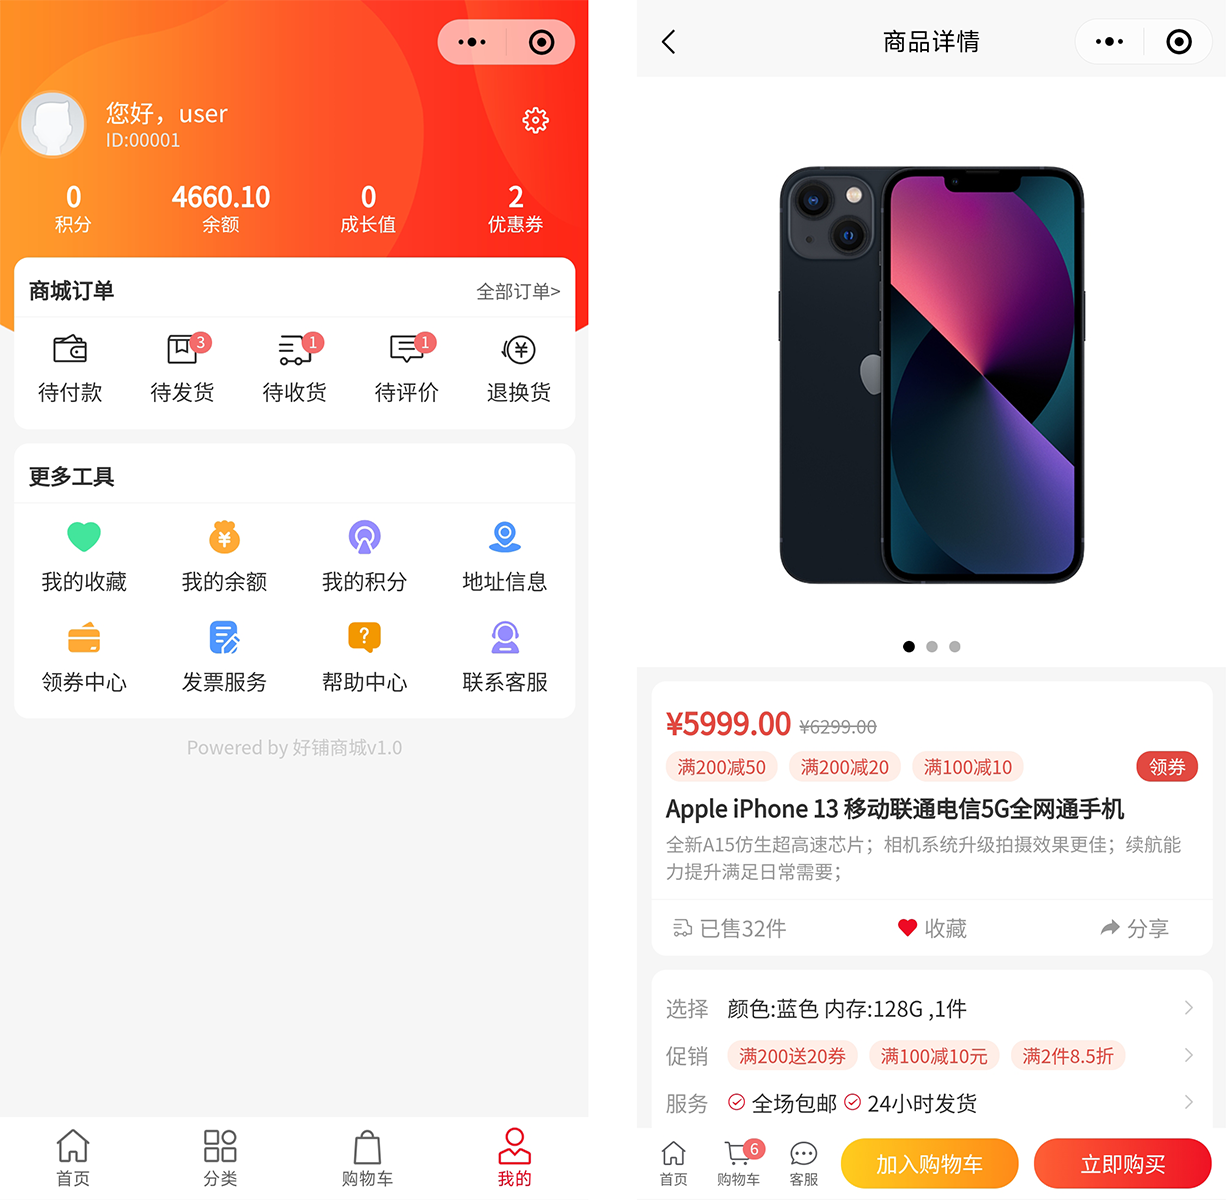 您好，user
ID:00001
0 4660.10 0 2
积分 余额 成长值 优惠券
商城订单 全部订单>
3 1 1
待付款 待发货 待收货 待评价 退换货
更多工具
我的收藏 我的余额 我的积分 地址信息
领券中心 发票服务 帮助中心 联系客服
Powered by 好铺商城v1.0
首页 分类 购物车 我的
商品详情
¥5999.00 ¥6299.00
满200减50 满200减20 满100减10 领券
Apple iPhone 13 移动联通电信5G全网通手机
全新A15仿生超高速芯片；相机系统升级拍摄效果更佳；续航能
力提升满足日常需要；
已售32件 收藏 分享
选择 颜色:蓝色 内存:128G ,1件
促销 满200送20券 满100减10元 满2件8.5折
服务 全场包邮 24小时发货
6
首页 购物车 客服 加入购物车 立即购买